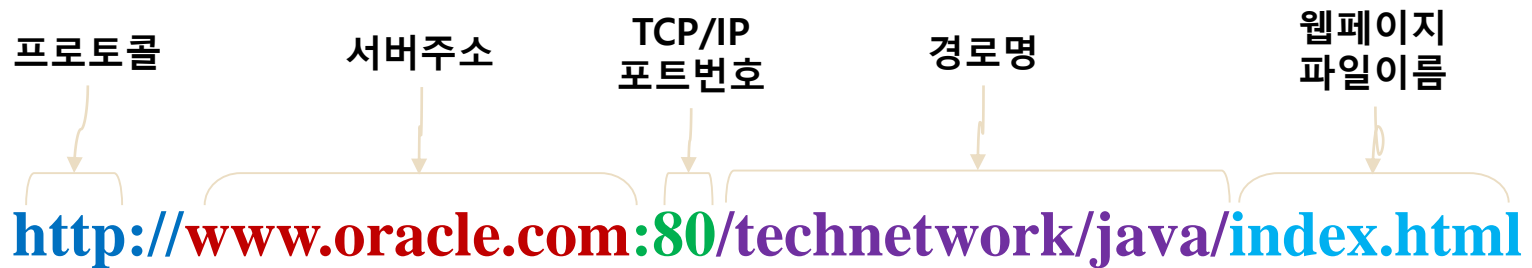 프로토콜
서버주소
TCP/IP
포트번호
경로명
웹페이지
파일이름
http://www.oracle.com:80/technetwork/java/index.html